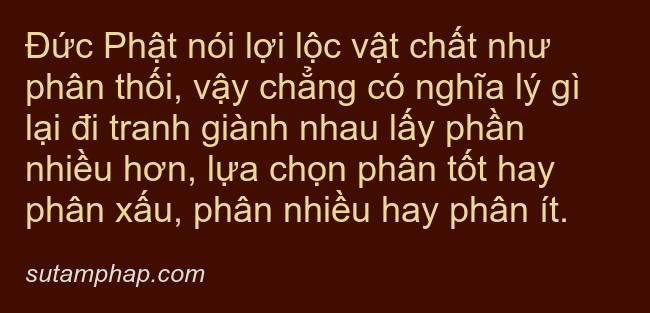 Đức Phật nói lợi lộc vật chất như
phân thối, vậy chẳng có nghĩa lý gì
lại đi tranh giành nhau lấy phần
nhiều hơn, lựa chọn phân tốt hay
phân xấu, phân nhiều hay phân ít.
sutamphap.com